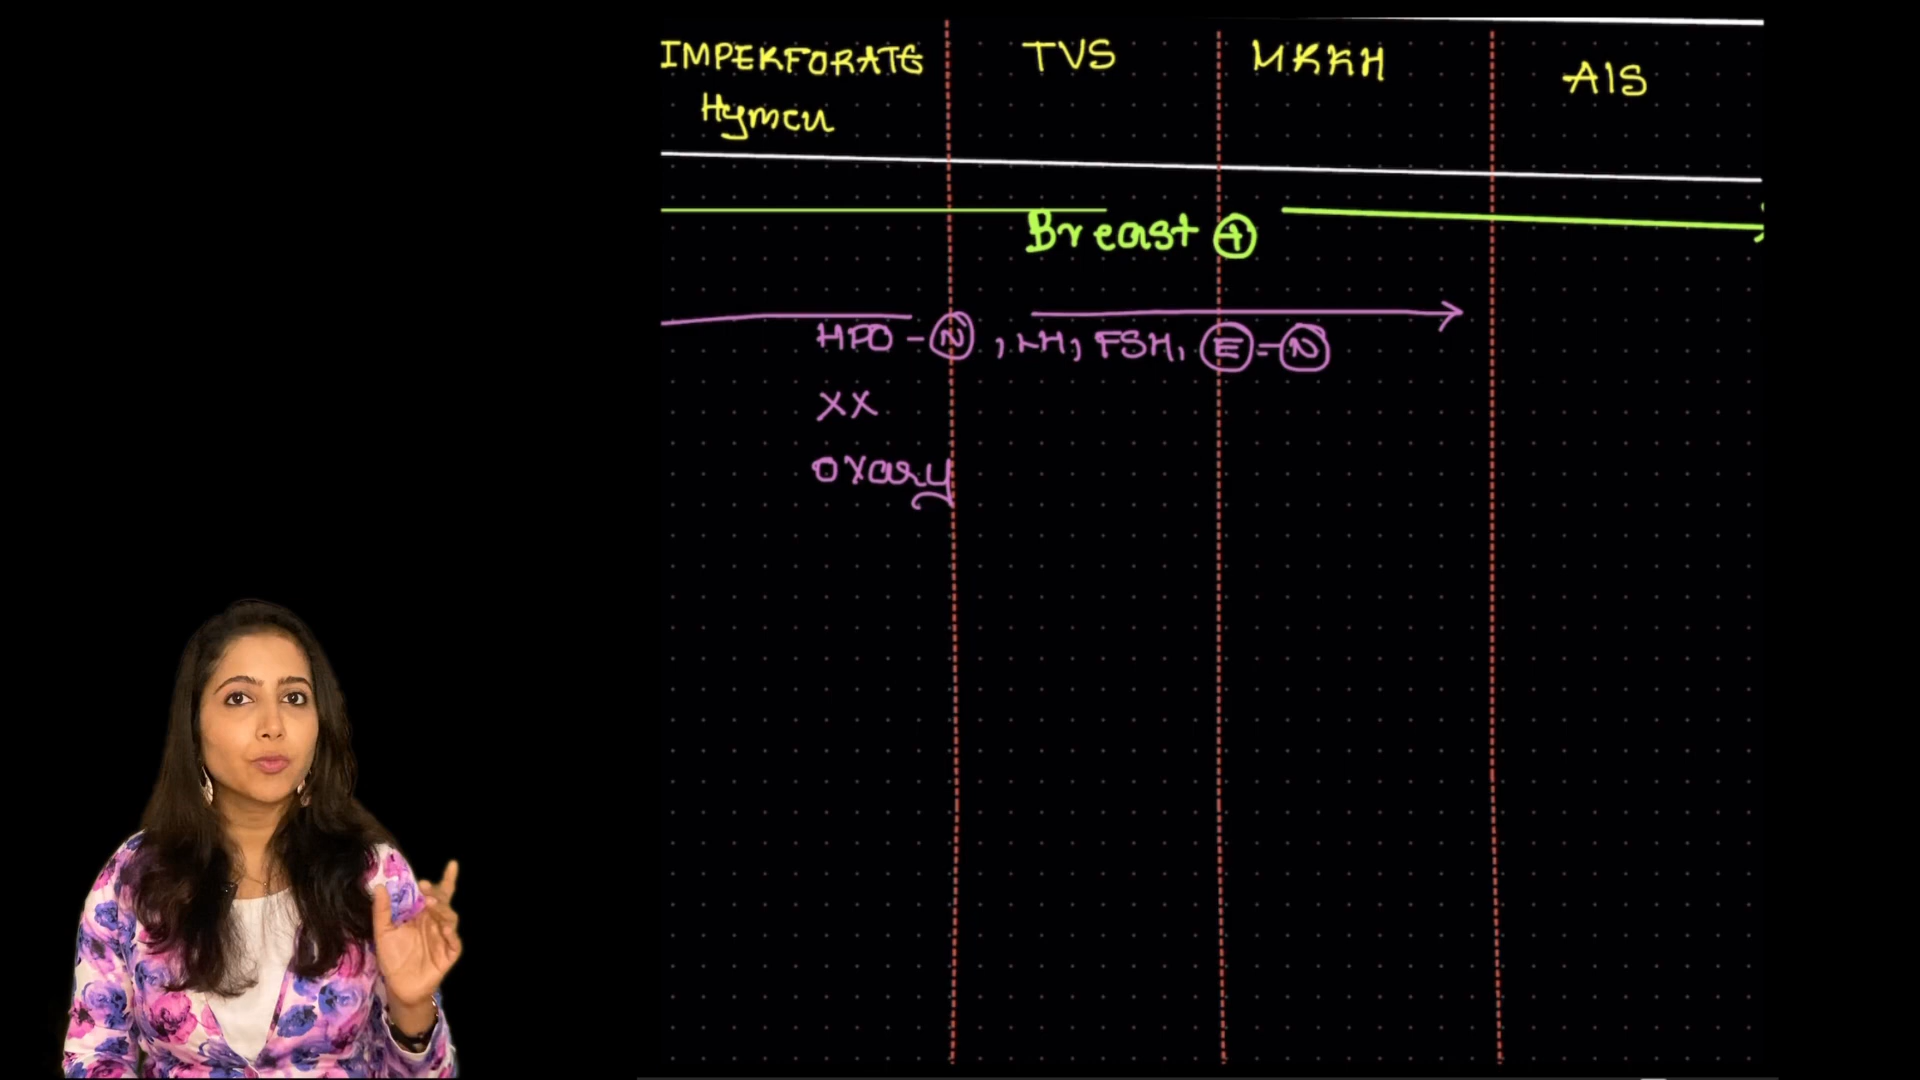 IMPERFORATE TVS MRKH AIS
Hymen
Breast +
HPO - N , LH, FSH, E = N
XX
ovary